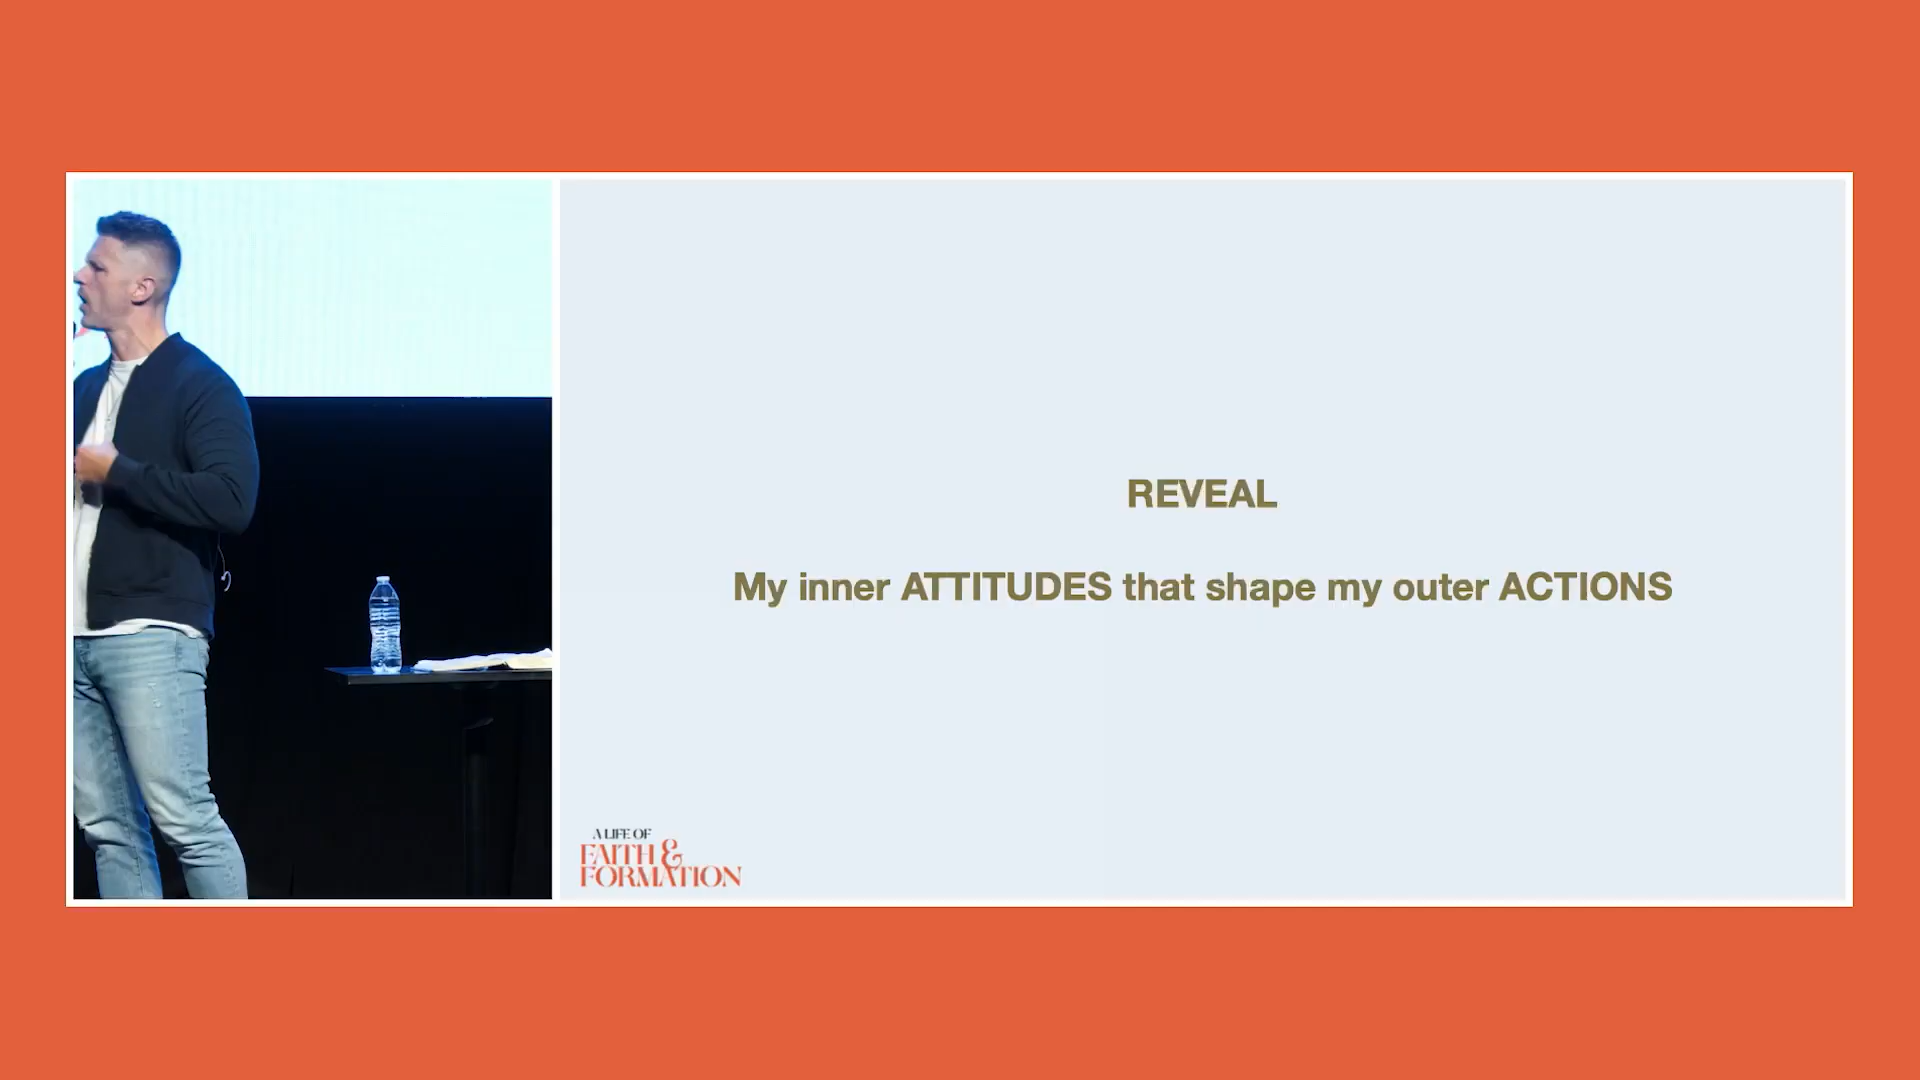 REVEAL
My inner ATTITUDES that shape my outer ACTIONS
A LIFE OF
FAITH &
FORMATION